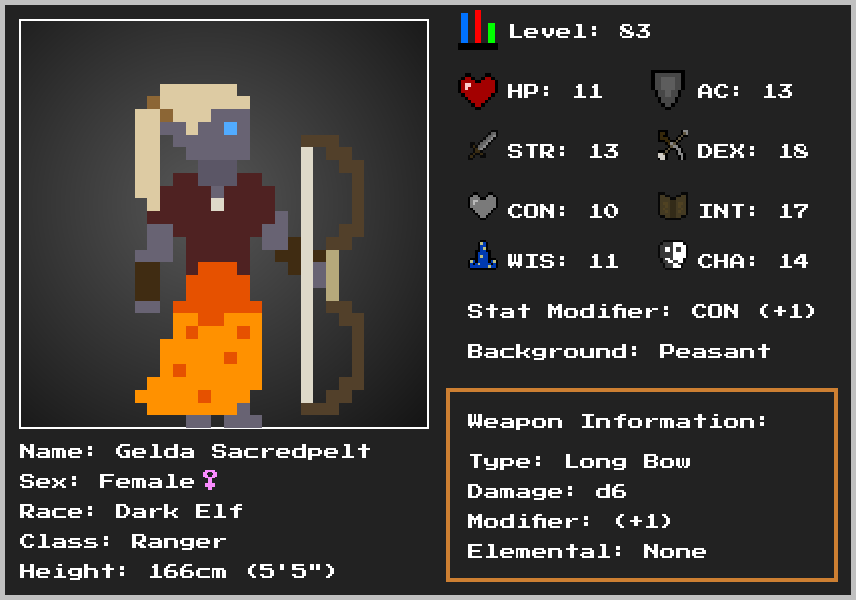 Level: 83
HP: 11 AC: 13
STR: 13 DEX: 18
CON: 10 INT: 17
WIS: 11 CHA: 14
Stat Modifier: CON (+1)
Background: Peasant
Weapon Information:
Type: Long Bow
Damage: d6
Modifier: (+1)
Elemental: None
Name: Gelda Sacredpelt
Sex: Female♀
Race: Dark Elf
Class: Ranger
Height: 166cm (5'5")